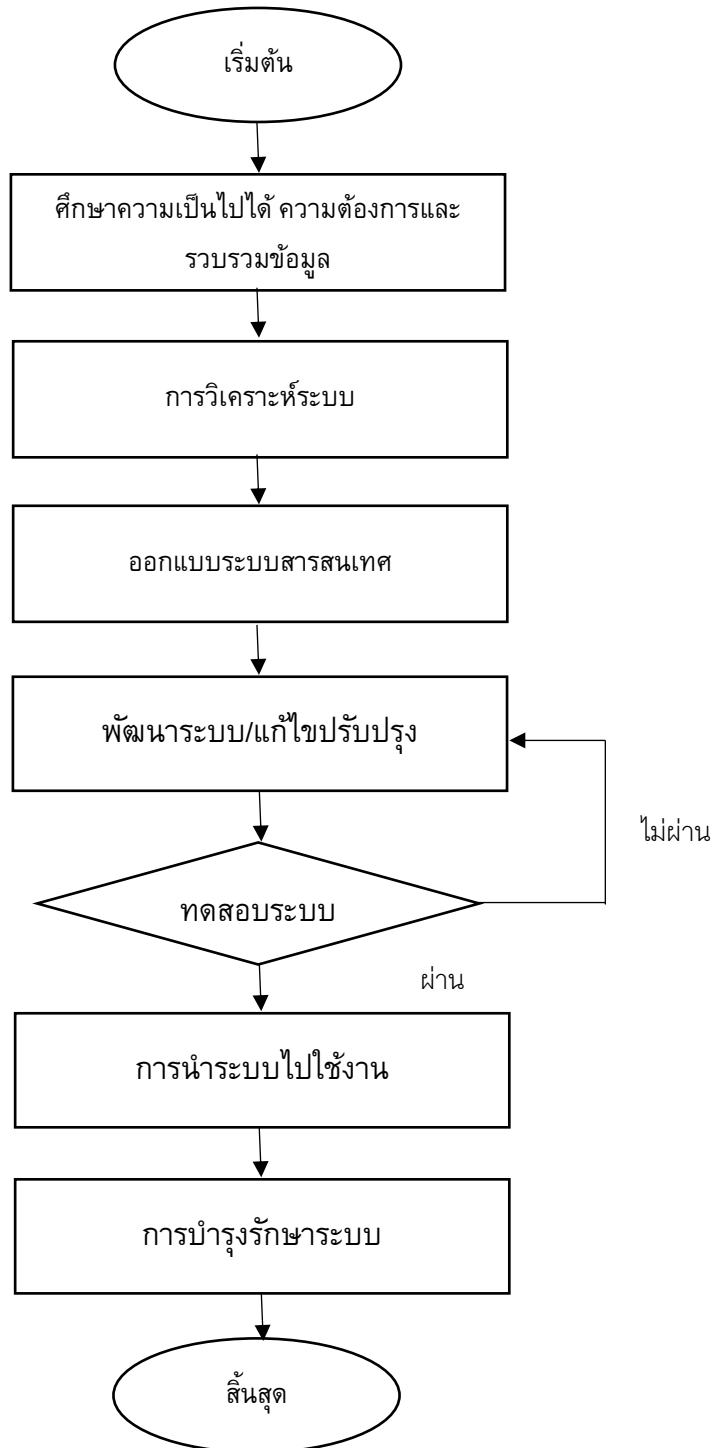 เริ่มต้น
ศึกษาความเป็นไปได้ ความต้องการและ
รวบรวมข้อมูล
การวิเคราะห์ระบบ
ออกแบบระบบสารสนเทศ
พัฒนาระบบ/แก้ไขปรับปรุง
ไม่ผ่าน
ทดสอบระบบ
ผ่าน
การนำระบบไปใช้งาน
การบำรุงรักษาระบบ
สิ้นสุด